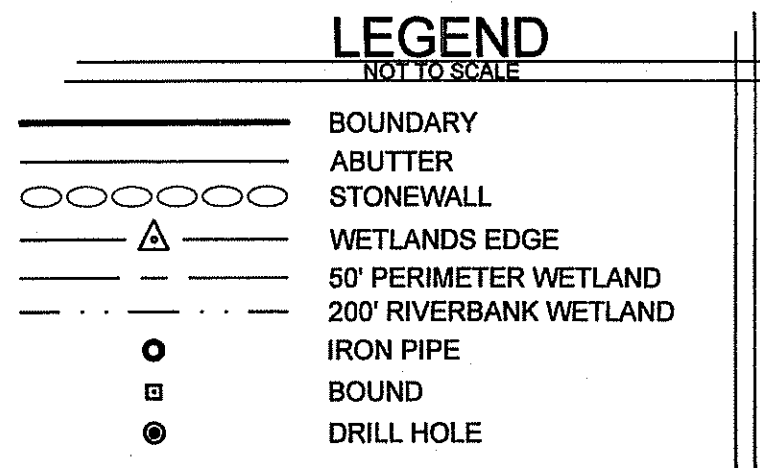 LEGEND
NOT TO SCALE
BOUNDARY
ABUTTER
STONEWALL
WETLANDS EDGE
50' PERIMETER WETLAND
200' RIVERBANK WETLAND
IRON PIPE
BOUND
DRILL HOLE